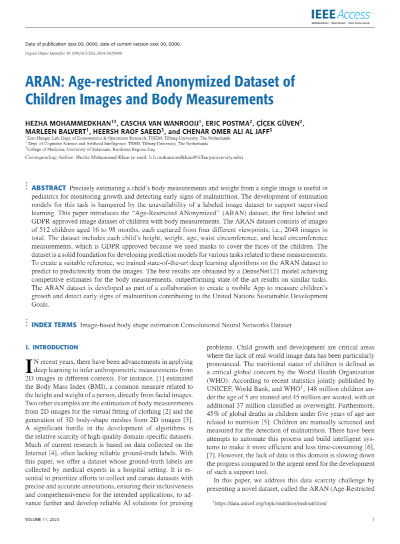 IEEE Access
Date of publication xxxx 00, 0000, date of current version xxxx 00, 0000.
Digital Object Identifier
ARAN: Age-restricted Anonymized Dataset of
Children Images and Body Measurements
HEZHA MOHAMMEDKHAN, CASCHA VAN WANROOIJ, ERIC POSTMA, ÇİÇEK GÜVEN,
MARLEEN BALVERT, HEERSH RAOF SAEED, and CHENAR OMER ALI AL JAFF
Zero Hunger Lab, Dept. of Econometrics & Operations Research, TiSEM, Tilburg University, The Netherlands
Dept. of Cognitive Science and Artificial Intelligence, TSHD, Tilburg University, The Netherlands
College of Medicine, University of Sulaimani, Kurdistan Region, Iraq
Corresponding Author: Hezha Mohammed Khan (e-mail: h.h.mohammedkhan@tilburguniversity.edu).
ABSTRACT Precisely estimating a child's body measurements and weight from a single image is useful in
pediatrics for monitoring growth and detecting early signs of malnutrition. The development of estimation
models for this task is hampered by the unavailability of a labeled image dataset to support supervised
learning. This paper introduces the "Age-Restricted ANonymized" (ARAN) dataset, the first labeled and
GDPR approved image dataset of children with body measurements. The ARAN dataset consists of images
of 512 children aged 16 to 98 months, each captured from four different viewpoints, i.e., 2048 images in
total. The dataset includes each child's height, weight, age, waist circumference, and head circumference
measurements, which is GDPR approved because we used masks to cover the faces of the children. The
dataset is a solid foundation for developing prediction models for various tasks related to these measurements.
To create a suitable reference, we trained state-of-the-art deep learning algorithms on the ARAN dataset to
predict to predictrectly from the images. The best results are obtained by a DenseNet121 model achieving
competitive estimates for the body measurements, outperforming state of the art results on similar tasks.
The ARAN dataset is developed as part of a collaboration to create a mobile App to measure children's
growth and detect early signs of malnutrition contributing to the United Nations Sustainable Development
Goals.
INDEX TERMS Image-based body shape estimation Convolutional Neural Networks Dataset
I. INTRODUCTION
IN recent years, there have been advancements in applying
deep learning to infer anthropometric measurements from
2D images in different contexts. For instance, [1] estimated
the Body Mass Index (BMI), a common measure related to
the height and weight of a person, directly from facial images.
Two other examples are the estimation of body measurements
from 2D images for the virtual fitting of clothing [2] and the
generation of 3D body-shape meshes from 2D images [3].
A significant hurdle in the development of algorithms is
the relative scarcity of high quality domain-specific datasets.
Much of current research is based on data collected on the
Internet [4], often lacking reliable ground-truth labels. With
this paper, we offer a dataset whose ground-truth labels are
collected by medical experts in a hospital setting. It is es-
sential to prioritize efforts to collect and curate datasets with
precise and accurate annotations, ensuring their inclusiveness
and comprehensiveness for the intended applications, to ad-
vance further and develop reliable AI solutions for pressing
problems. Child growth and development are critical areas
where the lack of real-world image data has been particularly
pronounced. The nutritional status of children is defined as
a critical global concern by the World Health Organization
(WHO). According to recent statistics jointly published by
UNICEF, World Bank, and WHO1, 148 million children un-
der the age of 5 are stunted and 45 million are wasted, with an
additional 37 million classified as overweight. Furthermore,
45% of global deaths in children under five years of age are
related to nutrition [5]. Children are manually screened and
measured for the detection of malnutrition. There have been
attempts to automate this process and build intelligent sys-
tems to make it more efficient and less time-consuming [6],
[7]. However, the lack of data in this domain is slowing down
the progress compared to the urgent need for the development
of such a support tool.
In this paper, we address this data scarcity challenge by
presenting a novel dataset, called the ARAN (Age-Restricted
1https://data.unicef.org/topic/nutrition/malnutrition/
VOLUME 11, 2023
1